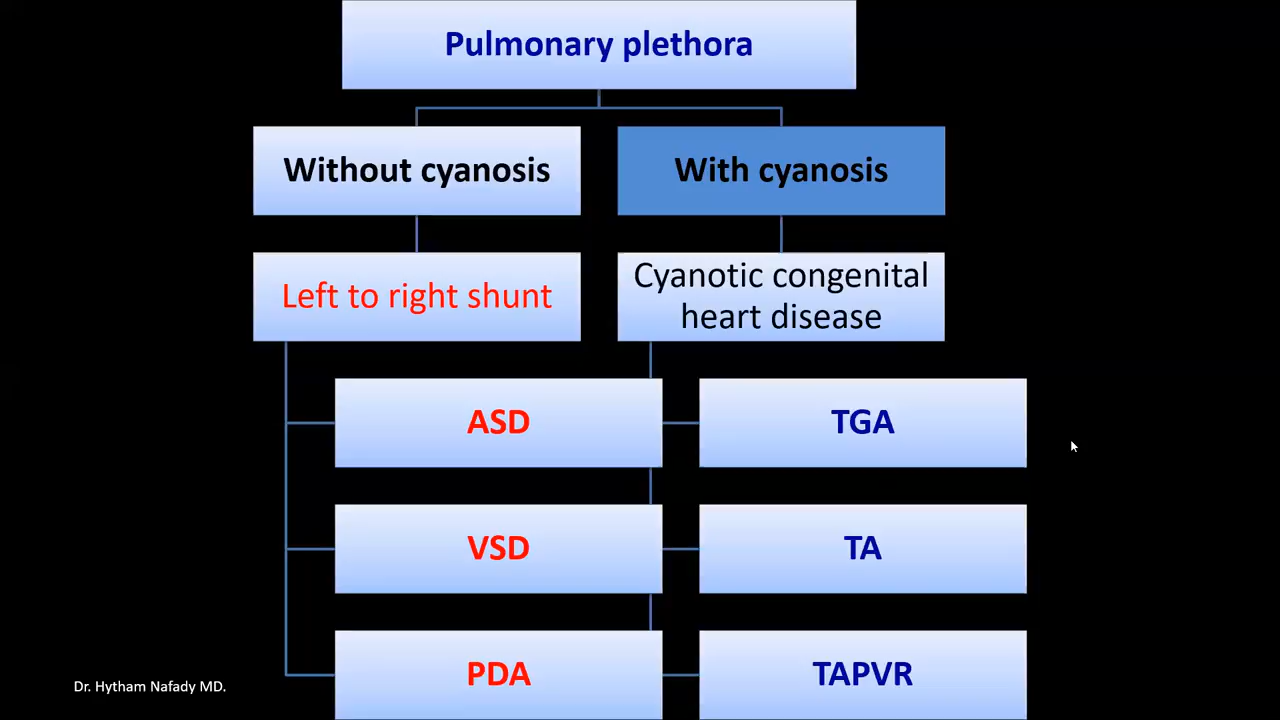 Pulmonary plethora
Without cyanosis
With cyanosis
Left to right shunt
Cyanotic congenital
heart disease
ASD
TGA
VSD
TA
PDA
TAPVR
Dr. Hytham Nafady MD.